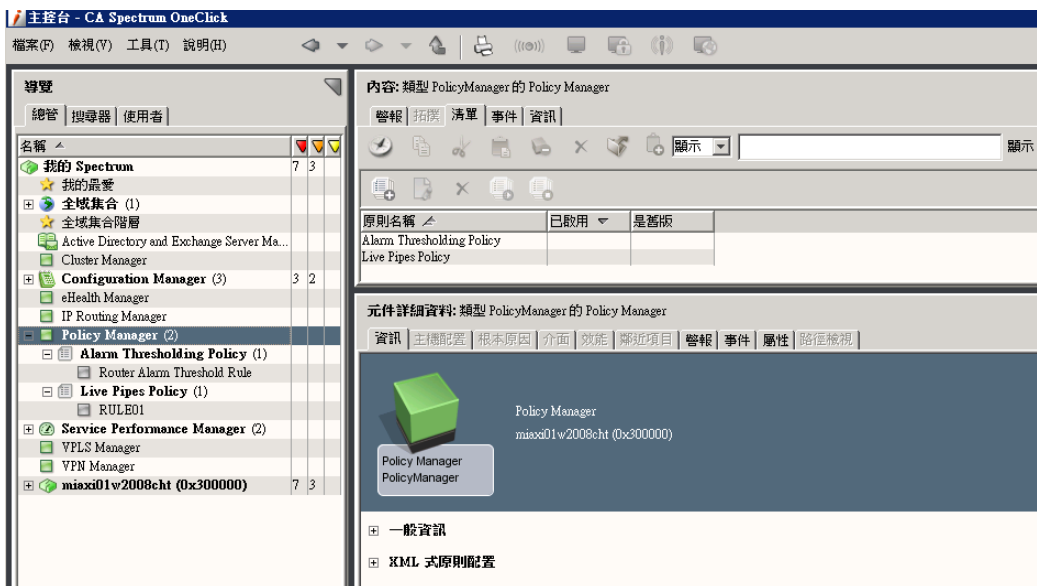 主控台 - CA Spectrum OneClick
檔案(F) 檢視(V) 工具(T) 說明(H)
導覽
總管 搜尋器 使用者
名稱
我的 Spectrum 7 3
我的最愛
全域集合 (1)
全域集合階層
Active Directory and Exchange Server Ma...
Cluster Manager
Configuration Manager (3) 3 2
eHealth Manager
IP Routing Manager
Policy Manager (2)
Alarm Thresholding Policy (1)
Router Alarm Threshold Rule
Live Pipes Policy (1)
RULE01
Service Performance Manager (2)
VPLS Manager
VPN Manager
miaxi01w2008cht (0x300000) 7 3
內容: 類型 PolicyManager 的 Policy Manager
警報 拓撲 清單 事件 資訊
顯示 顯示
原則名稱 已啟用 是舊版
Alarm Thresholding Policy
Live Pipes Policy
元件詳細資料: 類型 PolicyManager 的 Policy Manager
資訊 主機配置 根本原因 介面 效能 鄰近項目 警報 事件 屬性 路徑檢視
Policy Manager
miaxi01w2008cht (0x300000)
Policy Manager
PolicyManager
一般資訊
XML 式原則配置